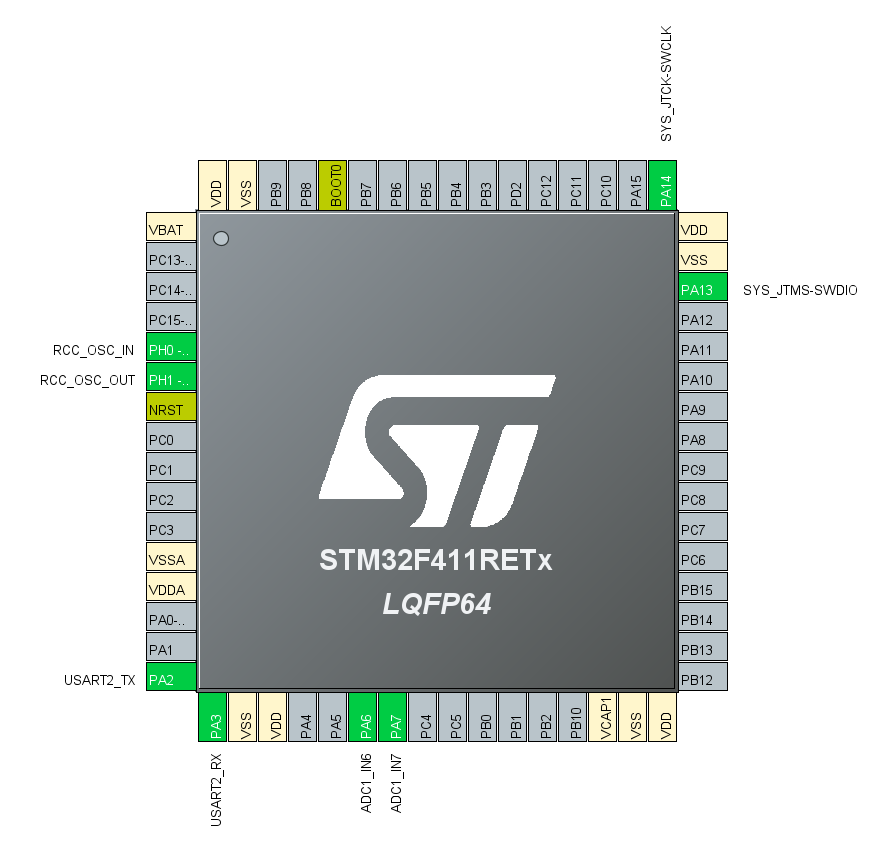 SYS_JTCK-SWCLK
VDD
VSS
PB9
PB8
BOOT0
PB7
PB6
PB5
PB4
PB3
PD2
PC12
PC11
PC10
PA15
PA14
VBAT
PC13-..
PC14-..
PC15-..
RCC_OSC_IN
PH0 -..
RCC_OSC_OUT
PH1 -..
NRST
PC0
PC1
PC2
PC3
VSSA
VDDA
PA0-..
PA1
USART2_TX
PA2
VDD
VSS
PA13
SYS_JTMS-SWDIO
PA12
PA11
PA10
PA9
PA8
PC9
PC8
PC7
PC6
PB15
PB14
PB13
PB12
ST
STM32F411RETx
LQFP64
PA3
VSS
VDD
PA4
PA5
PA6
PA7
PC4
PC5
PB0
PB1
PB2
PB10
VCAP1
VSS
VDD
USART2_RX
ADC1_IN6
ADC1_IN7